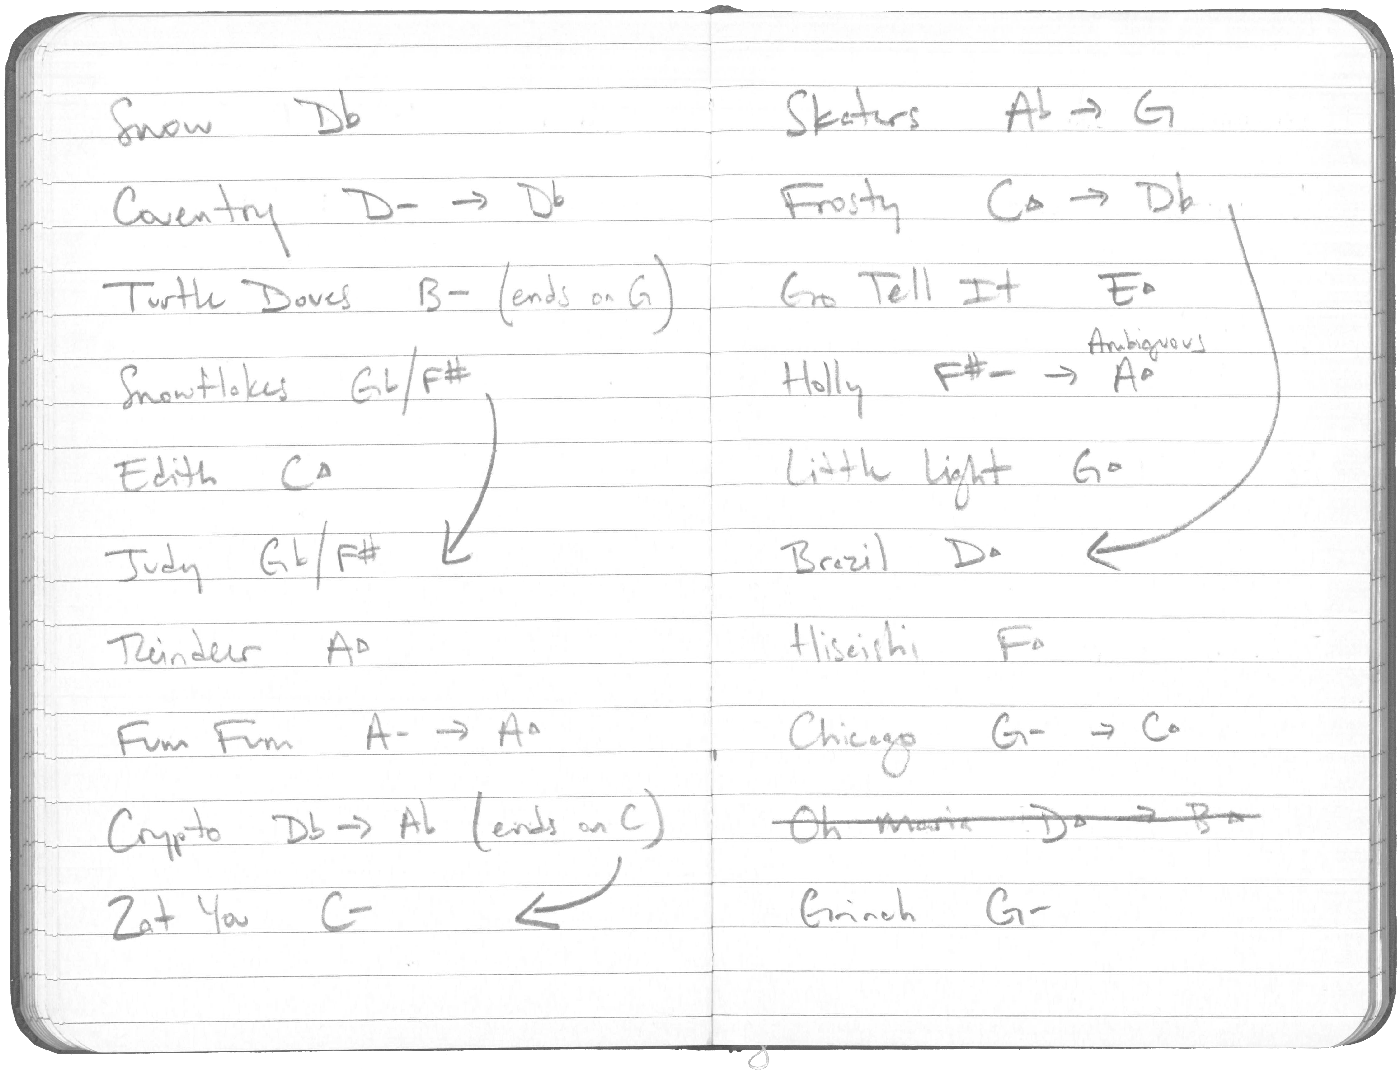 Snow Db
Coventry D- → Db
Turtle Doves B- (ends on G)
Snowflakes Gb/F#
Edith C△
Judy Gb/F#
Reindeer A△
Fum Fum A- → A△
Crypto Db → Ab (ends on C)
Zat You C-
Skaters Ab → G
Frosty C△ → Db
Go Tell It E△
Ambiguous
Holly F#- → A△
Little Light G△
Brazil D△
Hisaishi F△
Chicago G- → C△
Oh Maria D△ → B△
Grinch G-